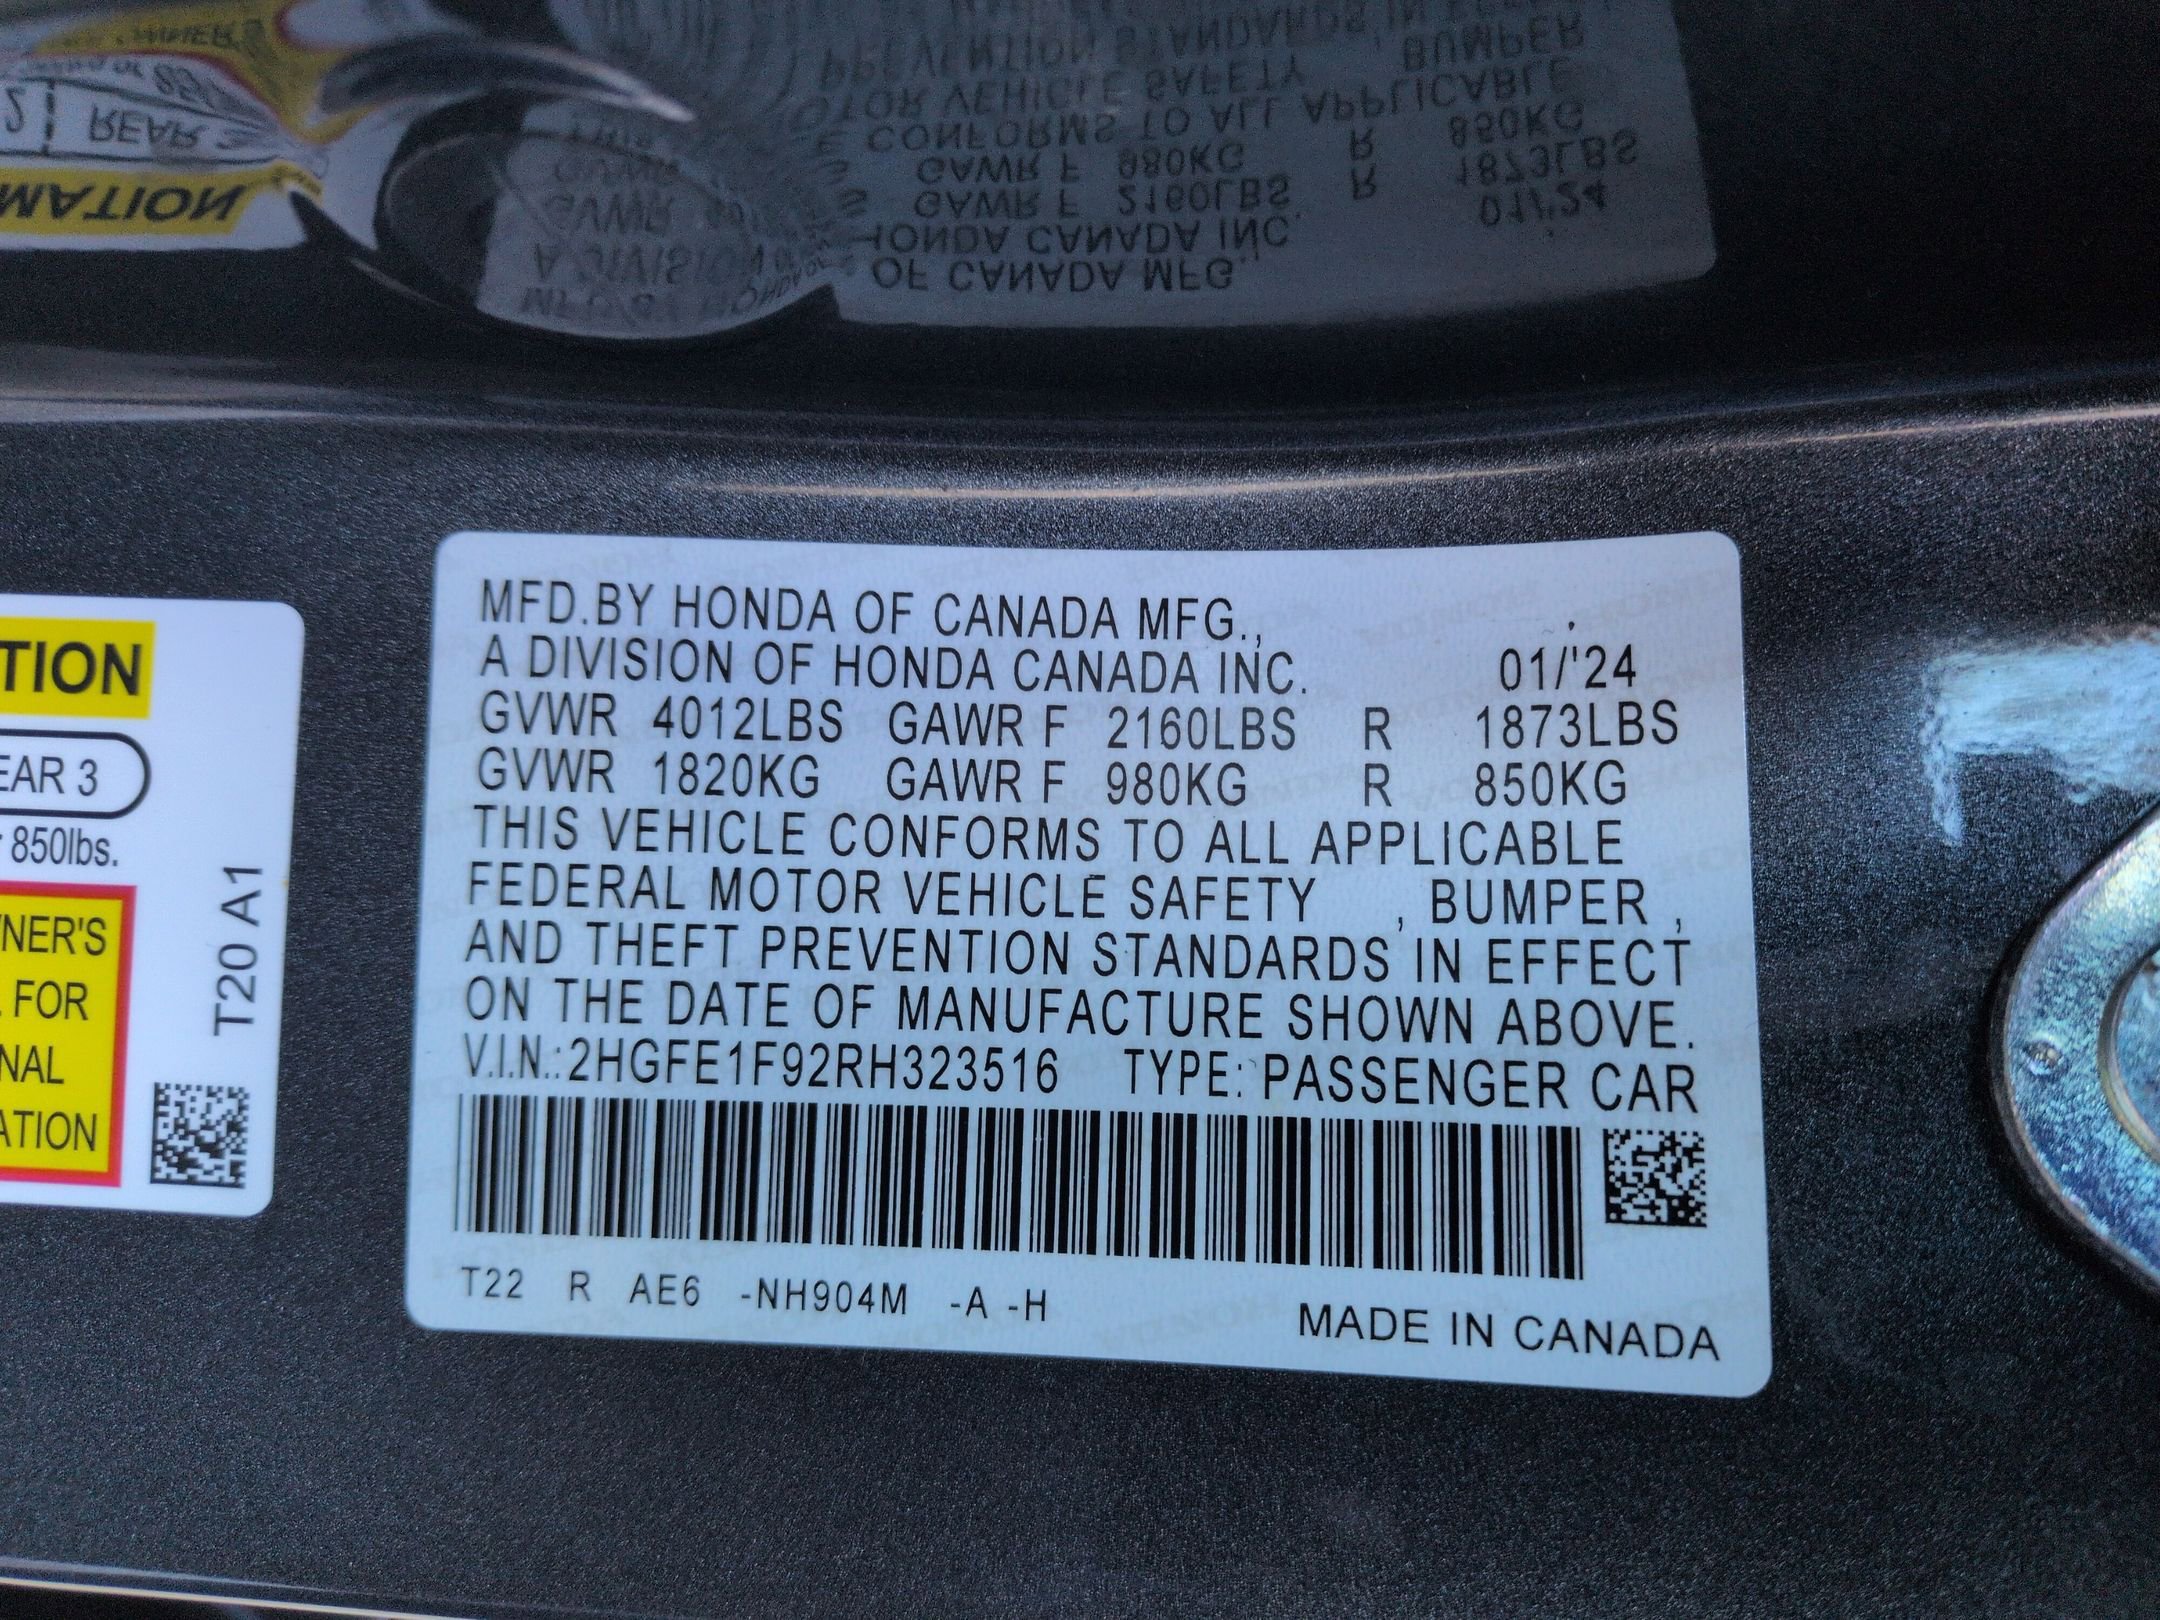 MFD.BY HONDA OF CANADA MFG.,
A DIVISION OF HONDA CANADA INC. 01/'24
GVWR 4012LBS GAWR F 2160LBS R 1873LBS
GVWR 1820KG GAWR F 980KG R 850KG
THIS VEHICLE CONFORMS TO ALL APPLICABLE
FEDERAL MOTOR VEHICLE SAFETY , BUMPER ,
AND THEFT PREVENTION STANDARDS IN EFFECT
ON THE DATE OF MANUFACTURE SHOWN ABOVE.
V.I.N.:2HGFE1F92RH323516 TYPE:PASSENGER CAR
T22 R AE6 -NH904M -A -H
MADE IN CANADA
TION
EAR 3
850lbs.
NER'S
FOR
NAL
ATION
T20 A1